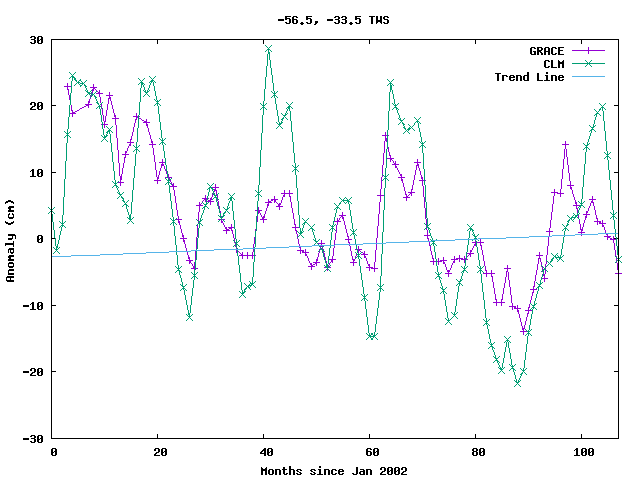 -56.5, -33.5 TWS
GRACE
CLM
Trend Line
30
20
10
0
-10
-20
-30
Anomaly (cm)
0 20 40 60 80 100
Months since Jan 2002